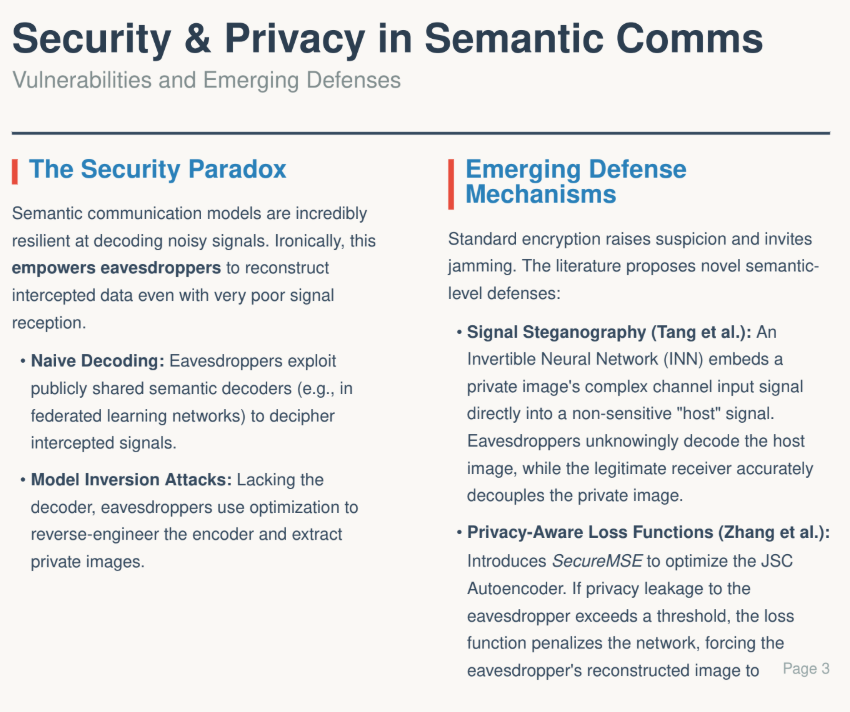 Security & Privacy in Semantic Comms
Vulnerabilities and Emerging Defenses
The Security Paradox
Semantic communication models are incredibly
resilient at decoding noisy signals. Ironically, this
empowers eavesdroppers to reconstruct
intercepted data even with very poor signal
reception.
• Naive Decoding: Eavesdroppers exploit
publicly shared semantic decoders (e.g., in
federated learning networks) to decipher
intercepted signals.
• Model Inversion Attacks: Lacking the
decoder, eavesdroppers use optimization to
reverse-engineer the encoder and extract
private images.
Emerging Defense
Mechanisms
Standard encryption raises suspicion and invites
jamming. The literature proposes novel semantic-
level defenses:
• Signal Steganography (Tang et al.): An
Invertible Neural Network (INN) embeds a
private image's complex channel input signal
directly into a non-sensitive "host" signal.
Eavesdroppers unknowingly decode the host
image, while the legitimate receiver accurately
decouples the private image.
• Privacy-Aware Loss Functions (Zhang et al.):
Introduces SecureMSE to optimize the JSC
Autoencoder. If privacy leakage to the
eavesdropper exceeds a threshold, the loss
function penalizes the network, forcing the
eavesdropper's reconstructed image to
Page 3